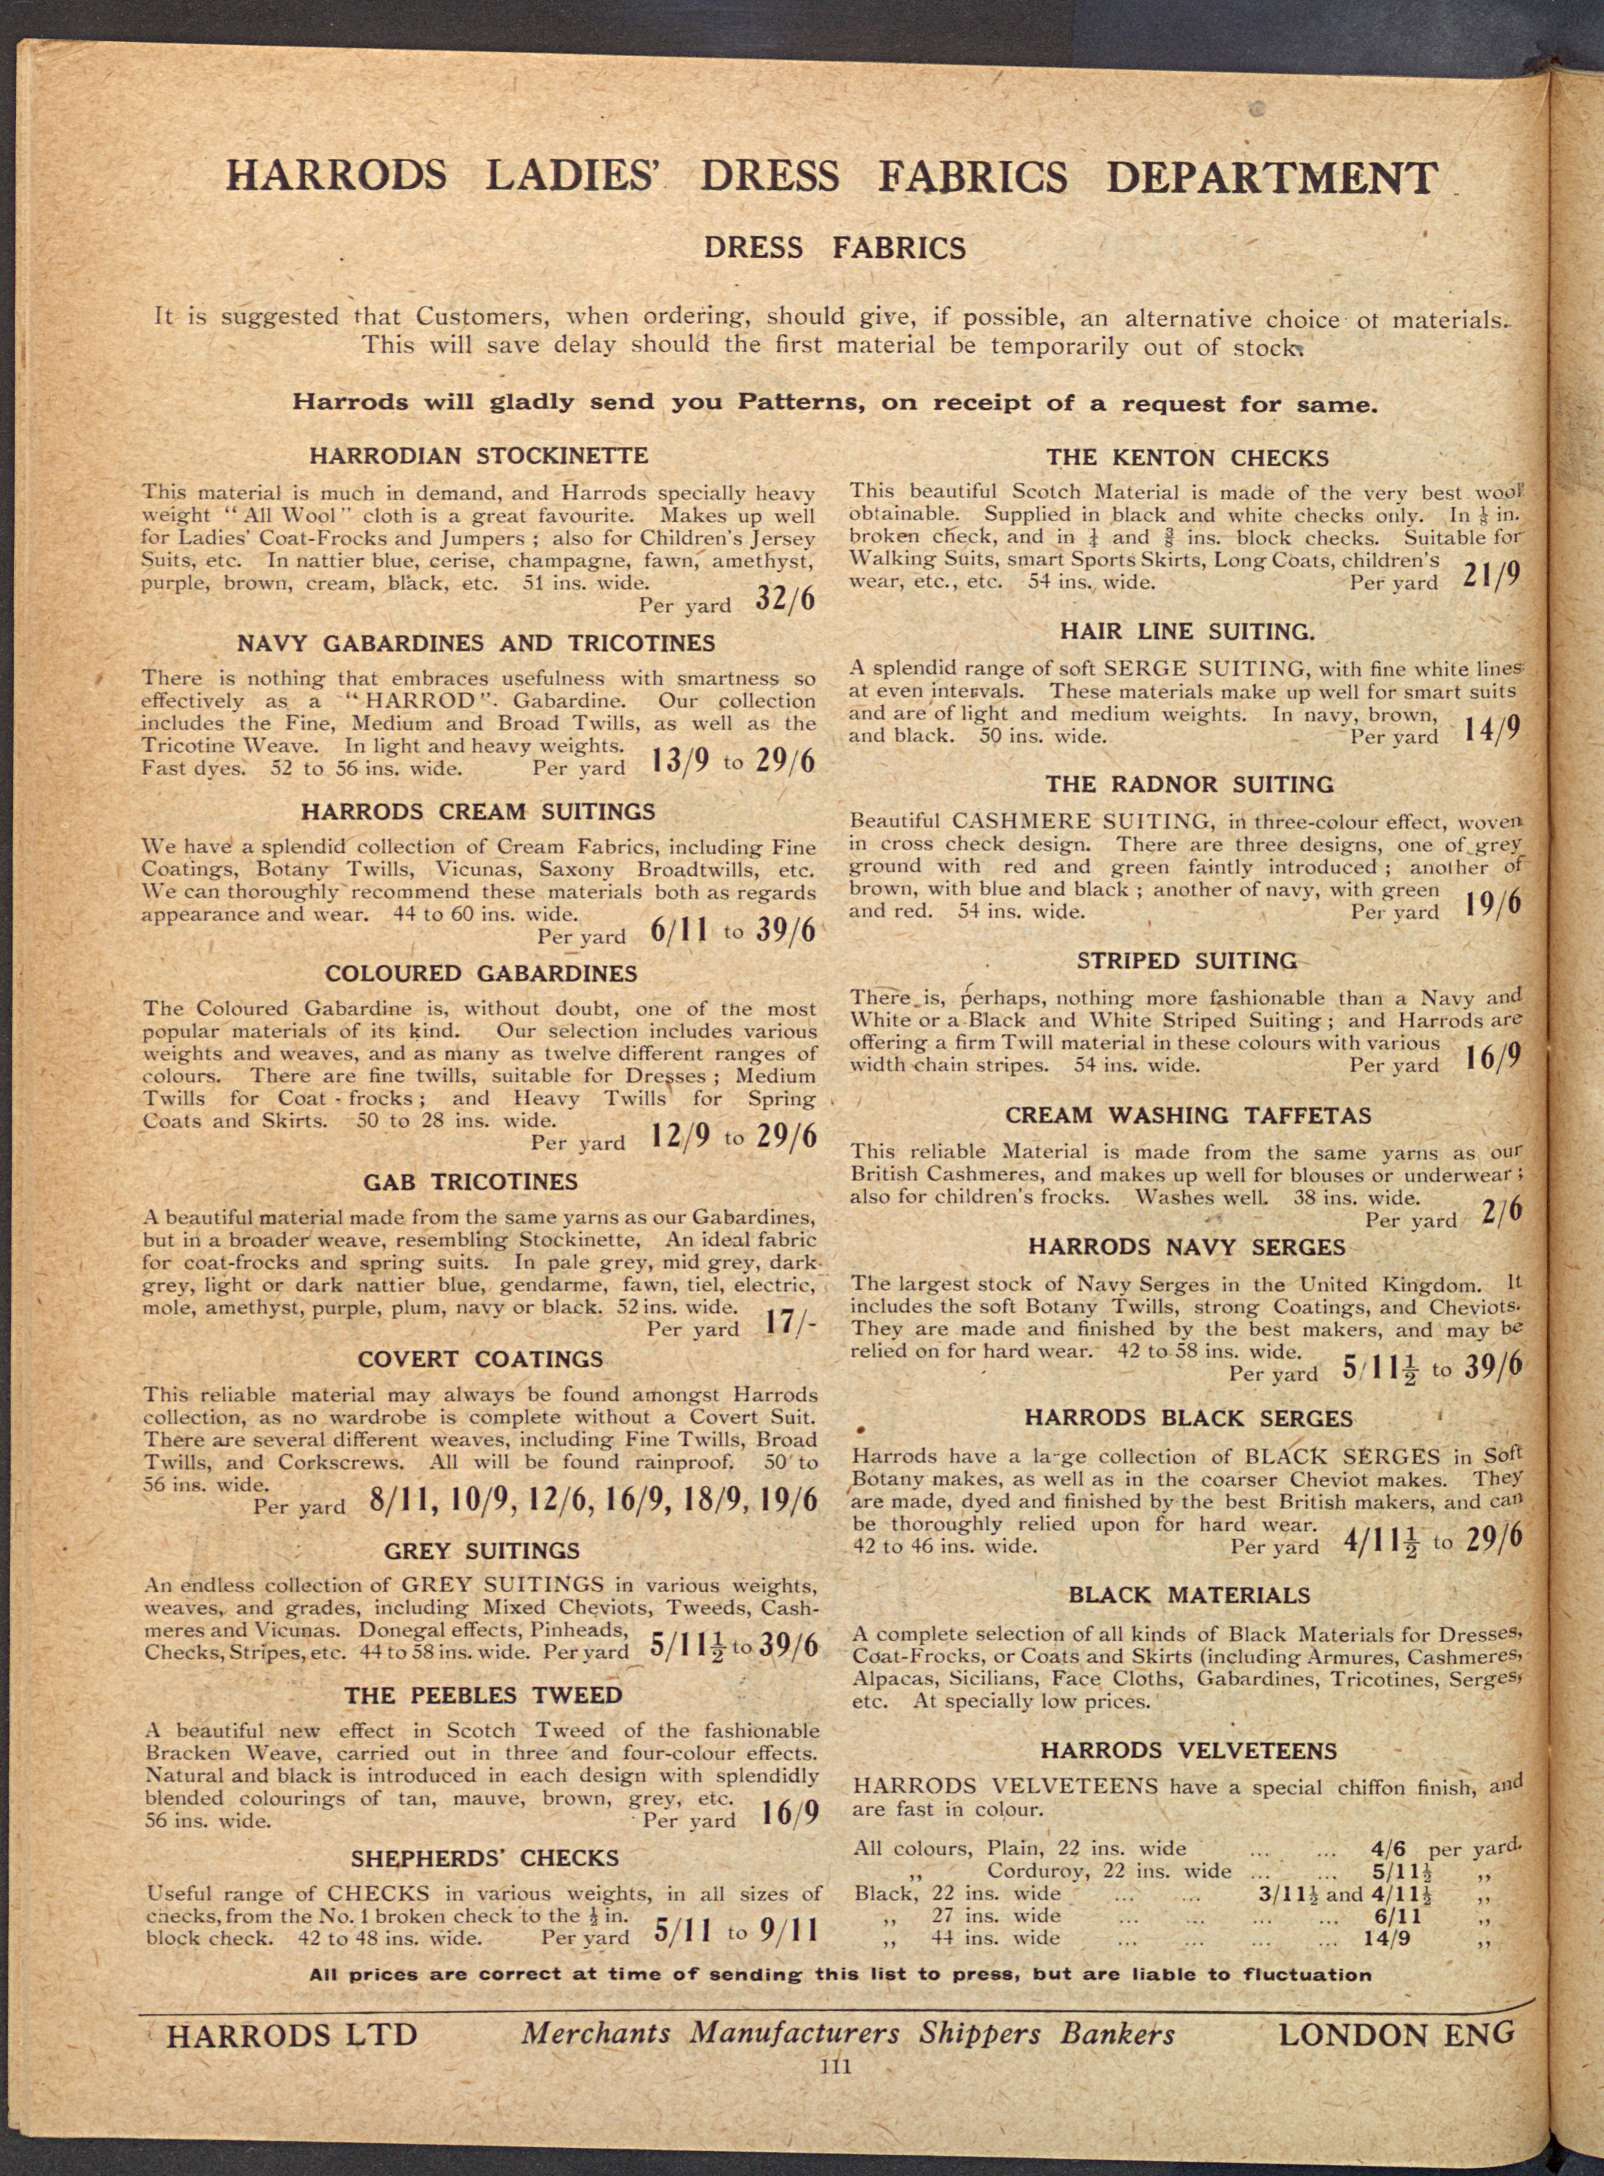 HARRODS LADIES' DRESS FABRICS DEPARTMENT
DRESS FABRICS
It is suggested that Customers, when ordering, should give, if possible, an alternative choice of materials.
This will save delay should the first material be temporarily out of stock.
Harrods will gladly send you Patterns, on receipt of a request for same.
HARRODIAN STOCKINETTE
This material is much in demand, and Harrods specially heavy
weight "All Wool" cloth is a great favourite. Makes up well
for Ladies' Coat-Frocks and Jumpers ; also for Children's Jersey
Suits, etc. In nattier blue, cerise, champagne, fawn, amethyst,
purple, brown, cream, black, etc. 51 ins. wide.
Per yard 32/6
NAVY GABARDINES AND TRICOTINES
There is nothing that embraces usefulness with smartness so
effectively as a "HARROD" Gabardine. Our collection
includes the Fine, Medium and Broad Twills, as well as the
Tricotine Weave. In light and heavy weights.
Fast dyes. 52 to 56 ins. wide. Per yard 13/9 to 29/6
HARRODS CREAM SUITINGS
We have a splendid collection of Cream Fabrics, including Fine
Coatings, Botany Twills, Vicunas, Saxony Broadtwills, etc.
We can thoroughly recommend these materials both as regards
appearance and wear. 44 to 60 ins. wide.
Per yard 6/11 to 39/6
COLOURED GABARDINES
The Coloured Gabardine is, without doubt, one of the most
popular materials of its kind. Our selection includes various
weights and weaves, and as many as twelve different ranges of
colours. There are fine twills, suitable for Dresses ; Medium
Twills for Coat-frocks ; and Heavy Twills for Spring
Coats and Skirts. 50 to 28 ins. wide.
Per yard 12/9 to 29/6
GAB TRICOTINES
A beautiful material made from the same yarns as our Gabardines,
but in a broader weave, resembling Stockinette, An ideal fabric
for coat-frocks and spring suits. In pale grey, mid grey, dark
grey, light or dark nattier blue, gendarme, fawn, tiel, electric,
mole, amethyst, purple, plum, navy or black. 52 ins. wide.
Per yard 17/-
COVERT COATINGS
This reliable material may always be found amongst Harrods
collection, as no wardrobe is complete without a Covert Suit.
There are several different weaves, including Fine Twills, Broad
Twills, and Corkscrews. All will be found rainproof. 50 to
56 ins. wide.
Per yard 8/11, 10/9, 12/6, 16/9, 18/9, 19/6
GREY SUITINGS
An endless collection of GREY SUITINGS in various weights,
weaves, and grades, including Mixed Cheviots, Tweeds, Cash-
meres and Vicunas. Donegal effects, Pinheads,
Checks, Stripes, etc. 44 to 58 ins. wide. Per yard 5/11½ to 39/6
THE PEEBLES TWEED
A beautiful new effect in Scotch Tweed of the fashionable
Bracken Weave, carried out in three and four-colour effects.
Natural and black is introduced in each design with splendidly
blended colourings of tan, mauve, brown, grey, etc.
56 ins. wide. Per yard 16/9
SHEPHERDS' CHECKS
Useful range of CHECKS in various weights, in all sizes of
checks, from the No. 1 broken check to the ½ in.
block check. 42 to 48 ins. wide. Per yard 5/11 to 9/11
THE KENTON CHECKS
This beautiful Scotch Material is made of the very best wool
obtainable. Supplied in black and white checks only. In ⅛ in.
broken check, and in ¼ and ⅜ ins. block checks. Suitable for
Walking Suits, smart Sports Skirts, Long Coats, children's
wear, etc., etc. 54 ins. wide. Per yard 21/9
HAIR LINE SUITING.
A splendid range of soft SERGE SUITING, with fine white lines
at even intervals. These materials make up well for smart suits
and are of light and medium weights. In navy, brown,
and black. 50 ins. wide. Per yard 14/9
THE RADNOR SUITING
Beautiful CASHMERE SUITING, in three-colour effect, woven
in cross check design. There are three designs, one of grey
ground with red and green faintly introduced ; another of
brown, with blue and black ; another of navy, with green
and red. 54 ins. wide. Per yard 19/6
STRIPED SUITING
There is, perhaps, nothing more fashionable than a Navy and
White or a Black and White Striped Suiting ; and Harrods are
offering a firm Twill material in these colours with various
width chain stripes. 54 ins. wide. Per yard 16/9
CREAM WASHING TAFFETAS
This reliable Material is made from the same yarns as our
British Cashmeres, and makes up well for blouses or underwear ;
also for children's frocks. Washes well. 38 ins. wide.
Per yard 2/6
HARRODS NAVY SERGES
The largest stock of Navy Serges in the United Kingdom. It
includes the soft Botany Twills, strong Coatings, and Cheviots.
They are made and finished by the best makers, and may be
relied on for hard wear. 42 to 58 ins. wide.
Per yard 5/11½ to 39/6
HARRODS BLACK SERGES
Harrods have a large collection of BLACK SERGES in Soft
Botany makes, as well as in the coarser Cheviot makes. They
are made, dyed and finished by the best British makers, and can
be thoroughly relied upon for hard wear.
42 to 46 ins. wide. Per yard 4/11½ to 29/6
BLACK MATERIALS
A complete selection of all kinds of Black Materials for Dresses,
Coat-Frocks, or Coats and Skirts (including Armures, Cashmeres,
Alpacas, Sicilians, Face Cloths, Gabardines, Tricotines, Serges,
etc. At specially low prices.
HARRODS VELVETEENS
HARRODS VELVETEENS have a special chiffon finish, and
are fast in colour.
All colours, Plain, 22 ins. wide ... ... 4/6 per yard.
,, Corduroy, 22 ins. wide ... ... 5/11½ ,,
Black, 22 ins. wide ... ... 3/11½ and 4/11½ ,,
,, 27 ins. wide ... ... ... ... 6/11 ,,
,, 44 ins. wide ... ... ... ... 14/9 ,,
All prices are correct at time of sending this list to press, but are liable to fluctuation
HARRODS LTD Merchants Manufacturers Shippers Bankers LONDON ENG
111